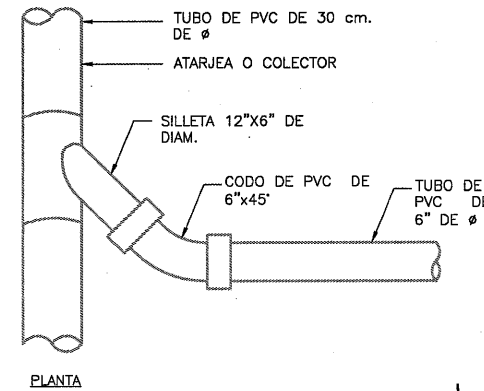 TUBO DE PVC DE 30 cm.
DE ø
ATARJEA O COLECTOR
SILLETA 12"X6" DE
DIAM.
CODO DE PVC DE
6"x45°
TUBO DE
PVC DE
6" DE ø
PLANTA